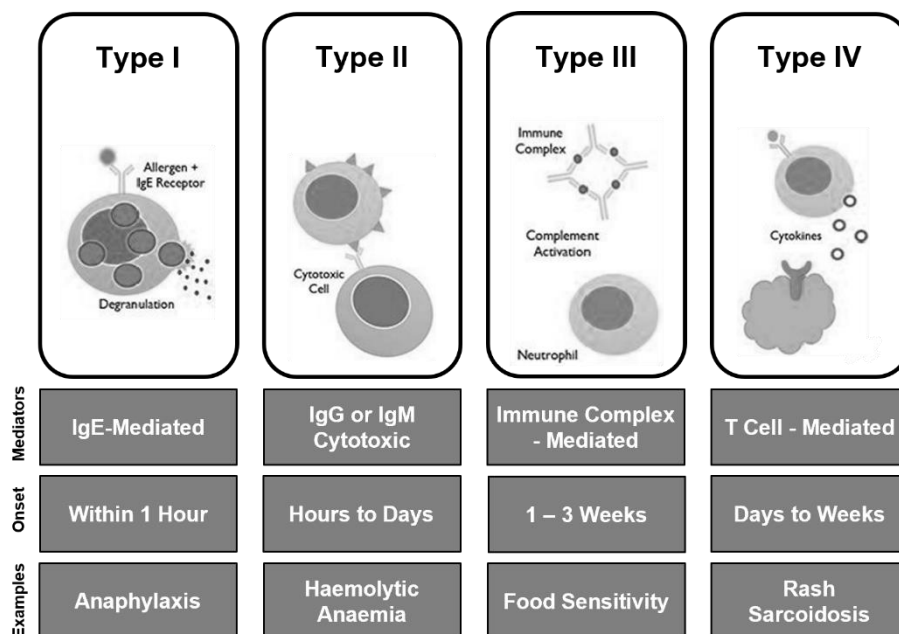 Type I
Type II
Type III
Type IV
Allergen +
IgE Receptor
Degranulation
Cytotoxic
Cell
Immune
Complex
Complement
Activation
Neutrophil
Cytokines
Mediators
IgE-Mediated
IgG or IgM
Cytotoxic
Immune Complex
- Mediated
T Cell - Mediated
Onset
Within 1 Hour
Hours to Days
1 – 3 Weeks
Days to Weeks
Examples
Anaphylaxis
Haemolytic
Anaemia
Food Sensitivity
Rash
Sarcoidosis